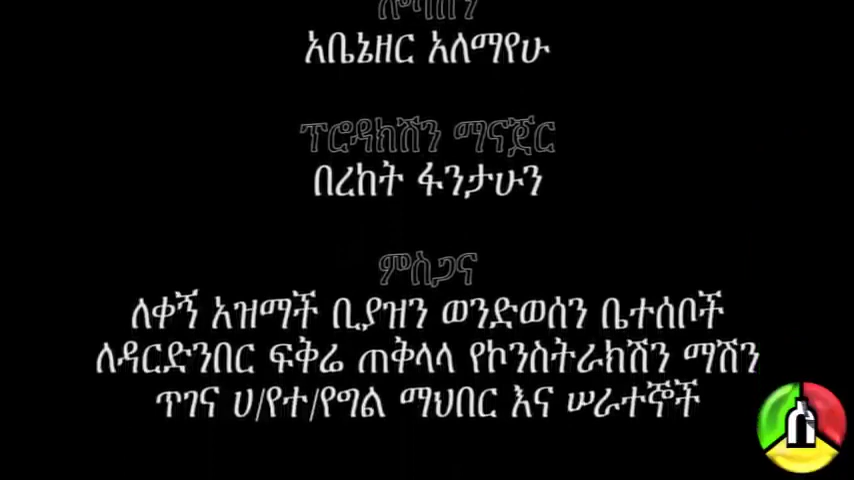 ሎካሽን
አቤኔዘር አለማየሁ
ፕሮዳክሽን ማናጀር
በረከት ፋንታሁን
ምስጋና
ለቀኝ አዝማች ቢያዝን ወንድወሰን ቤተሰቦች
ለዳርድንበር ፍቅሬ ጠቅላላ የኮንስትራክሽን ማሽን
ጥገና ሀ/የተ/የግል ማህበር እና ሠራተኞች